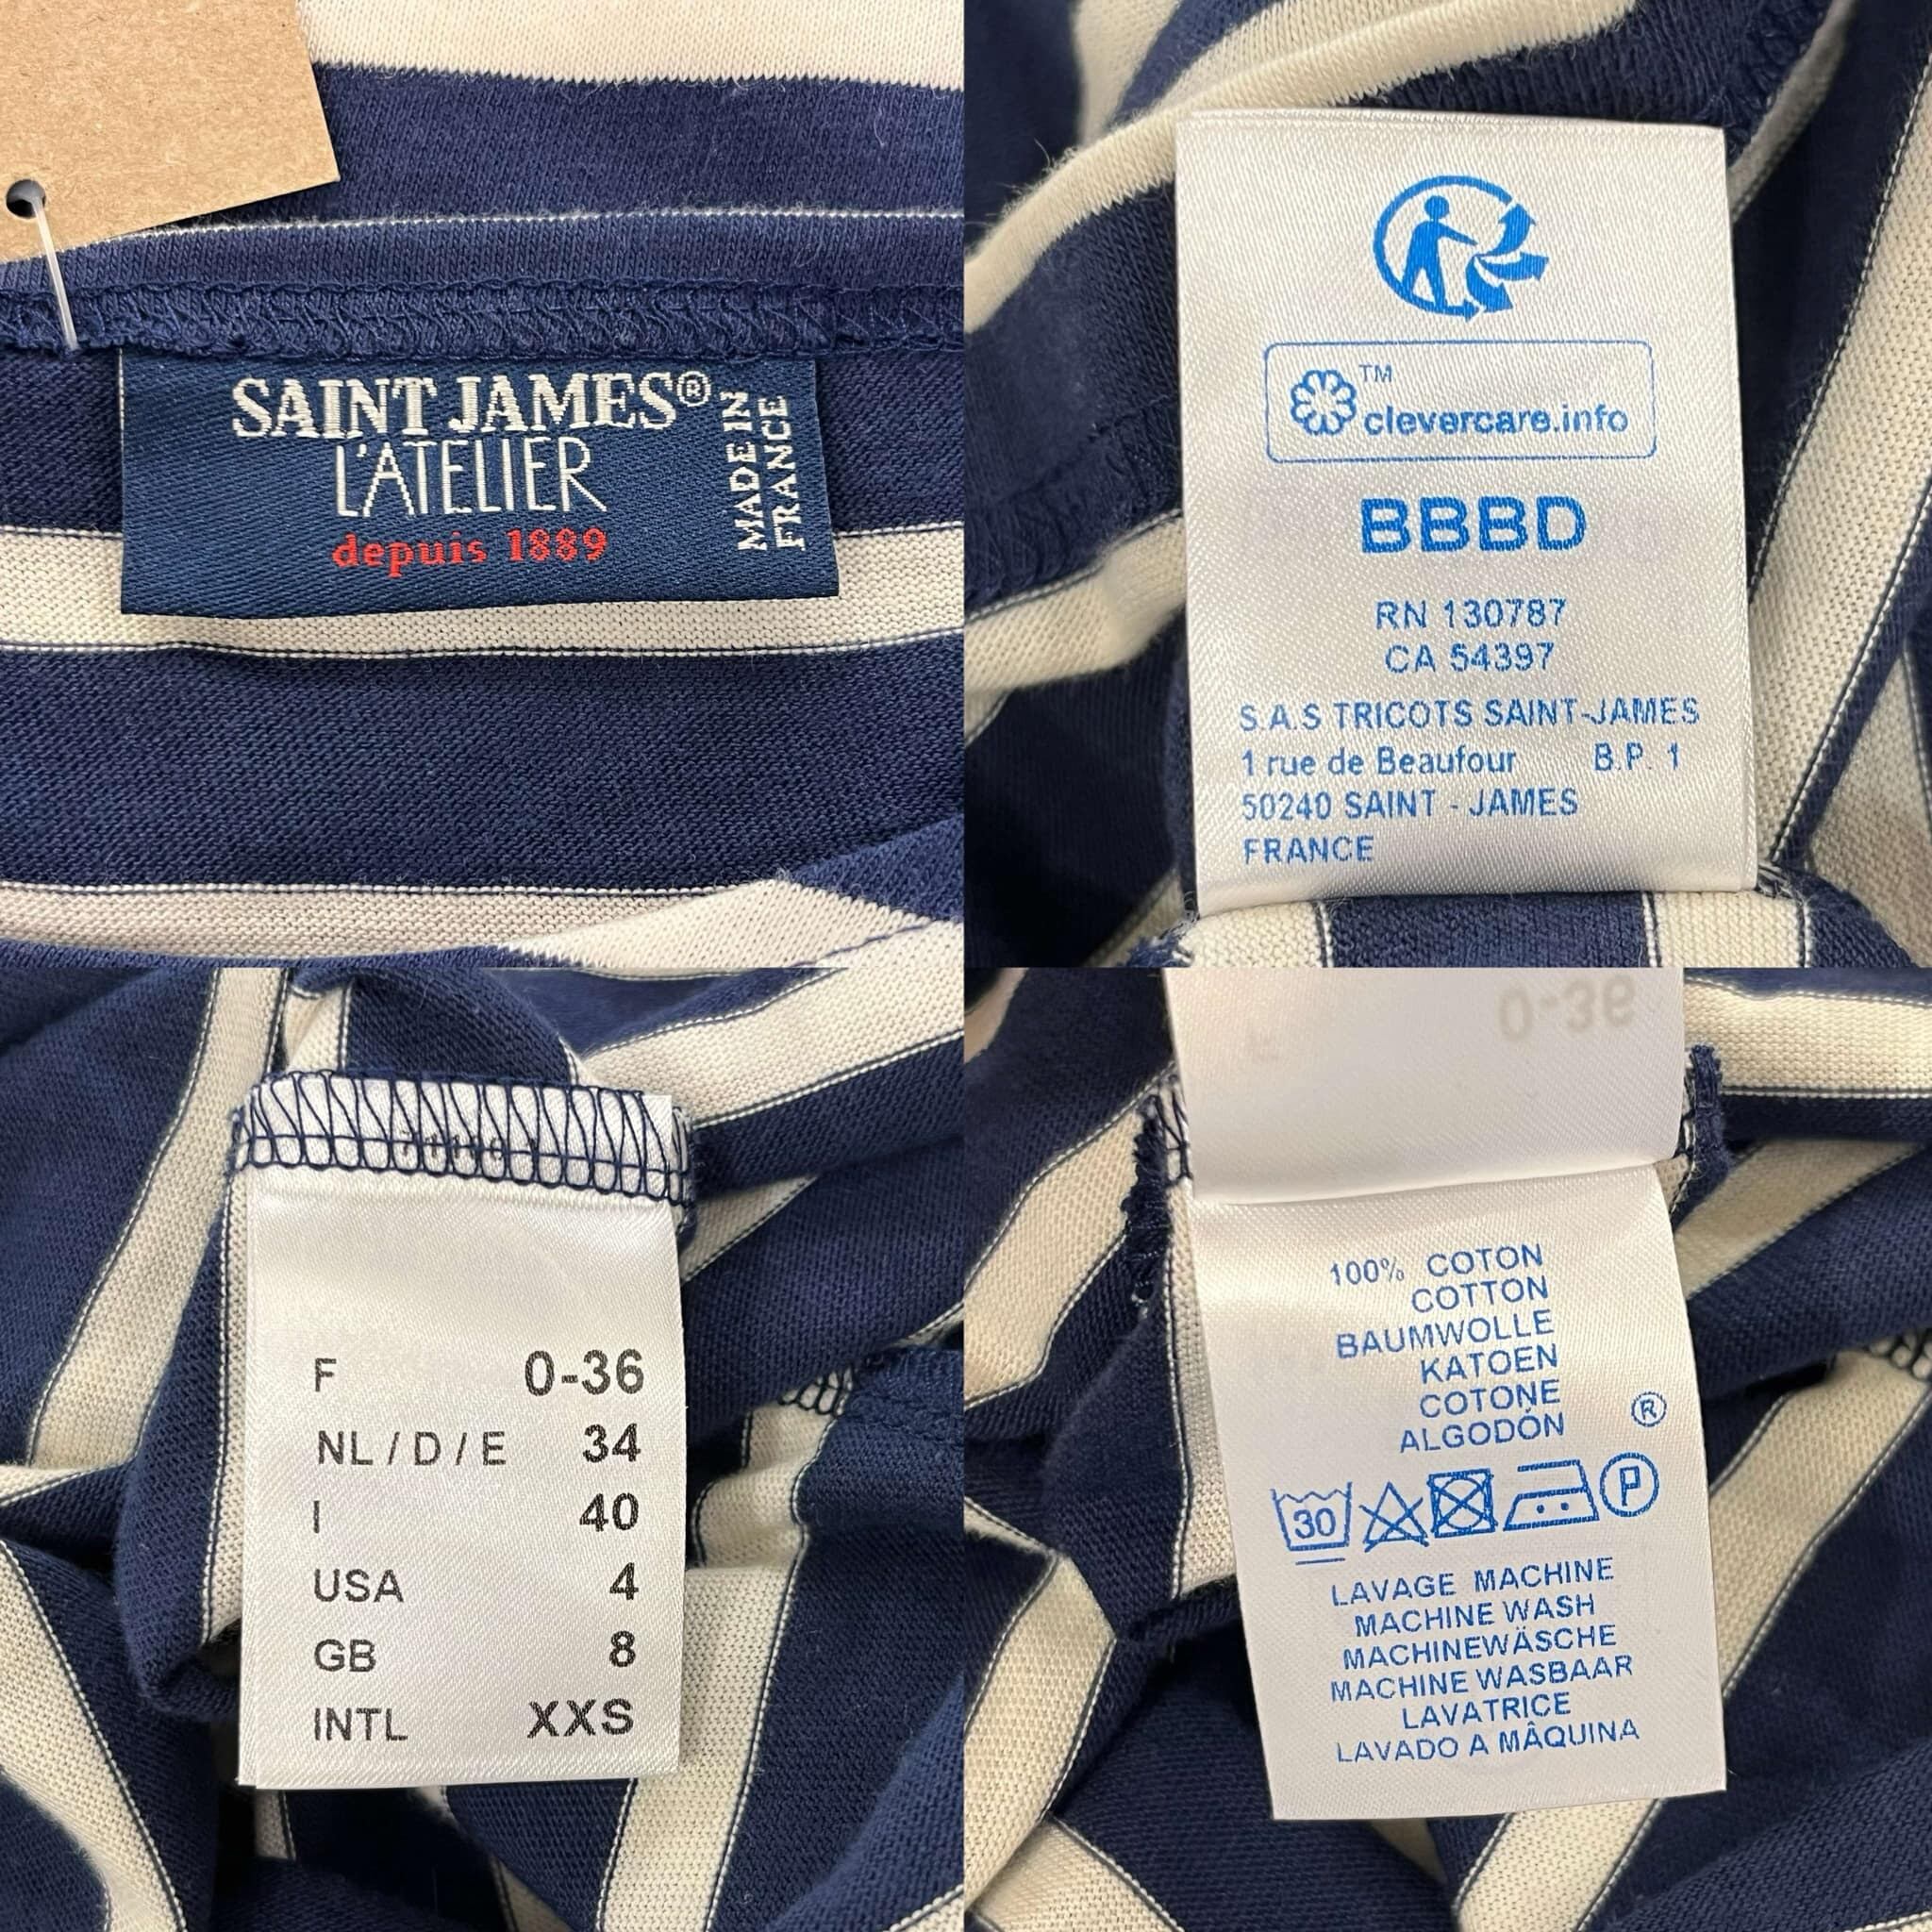 SAINT JAMES®
L'ATELIER
depuis 1889
MADE IN
FRANCE
TM
clevercare.info
BBBD
RN 130787
CA 54397
S.A.S TRICOTS SAINT-JAMES
1 rue de Beaufour B.P. 1
50240 SAINT - JAMES
FRANCE
F 0-36
NL / D / E 34
I 40
USA 4
GB 8
INTL XXS
100% COTON
COTTON
BAUMWOLLE
KATOEN
COTONE
ALGODÓN ®
30 P
LAVAGE MACHINE
MACHINE WASH
MACHINEWÄSCHE
MACHINE WASBAAR
LAVATRICE
LAVADO A MÂQUINA